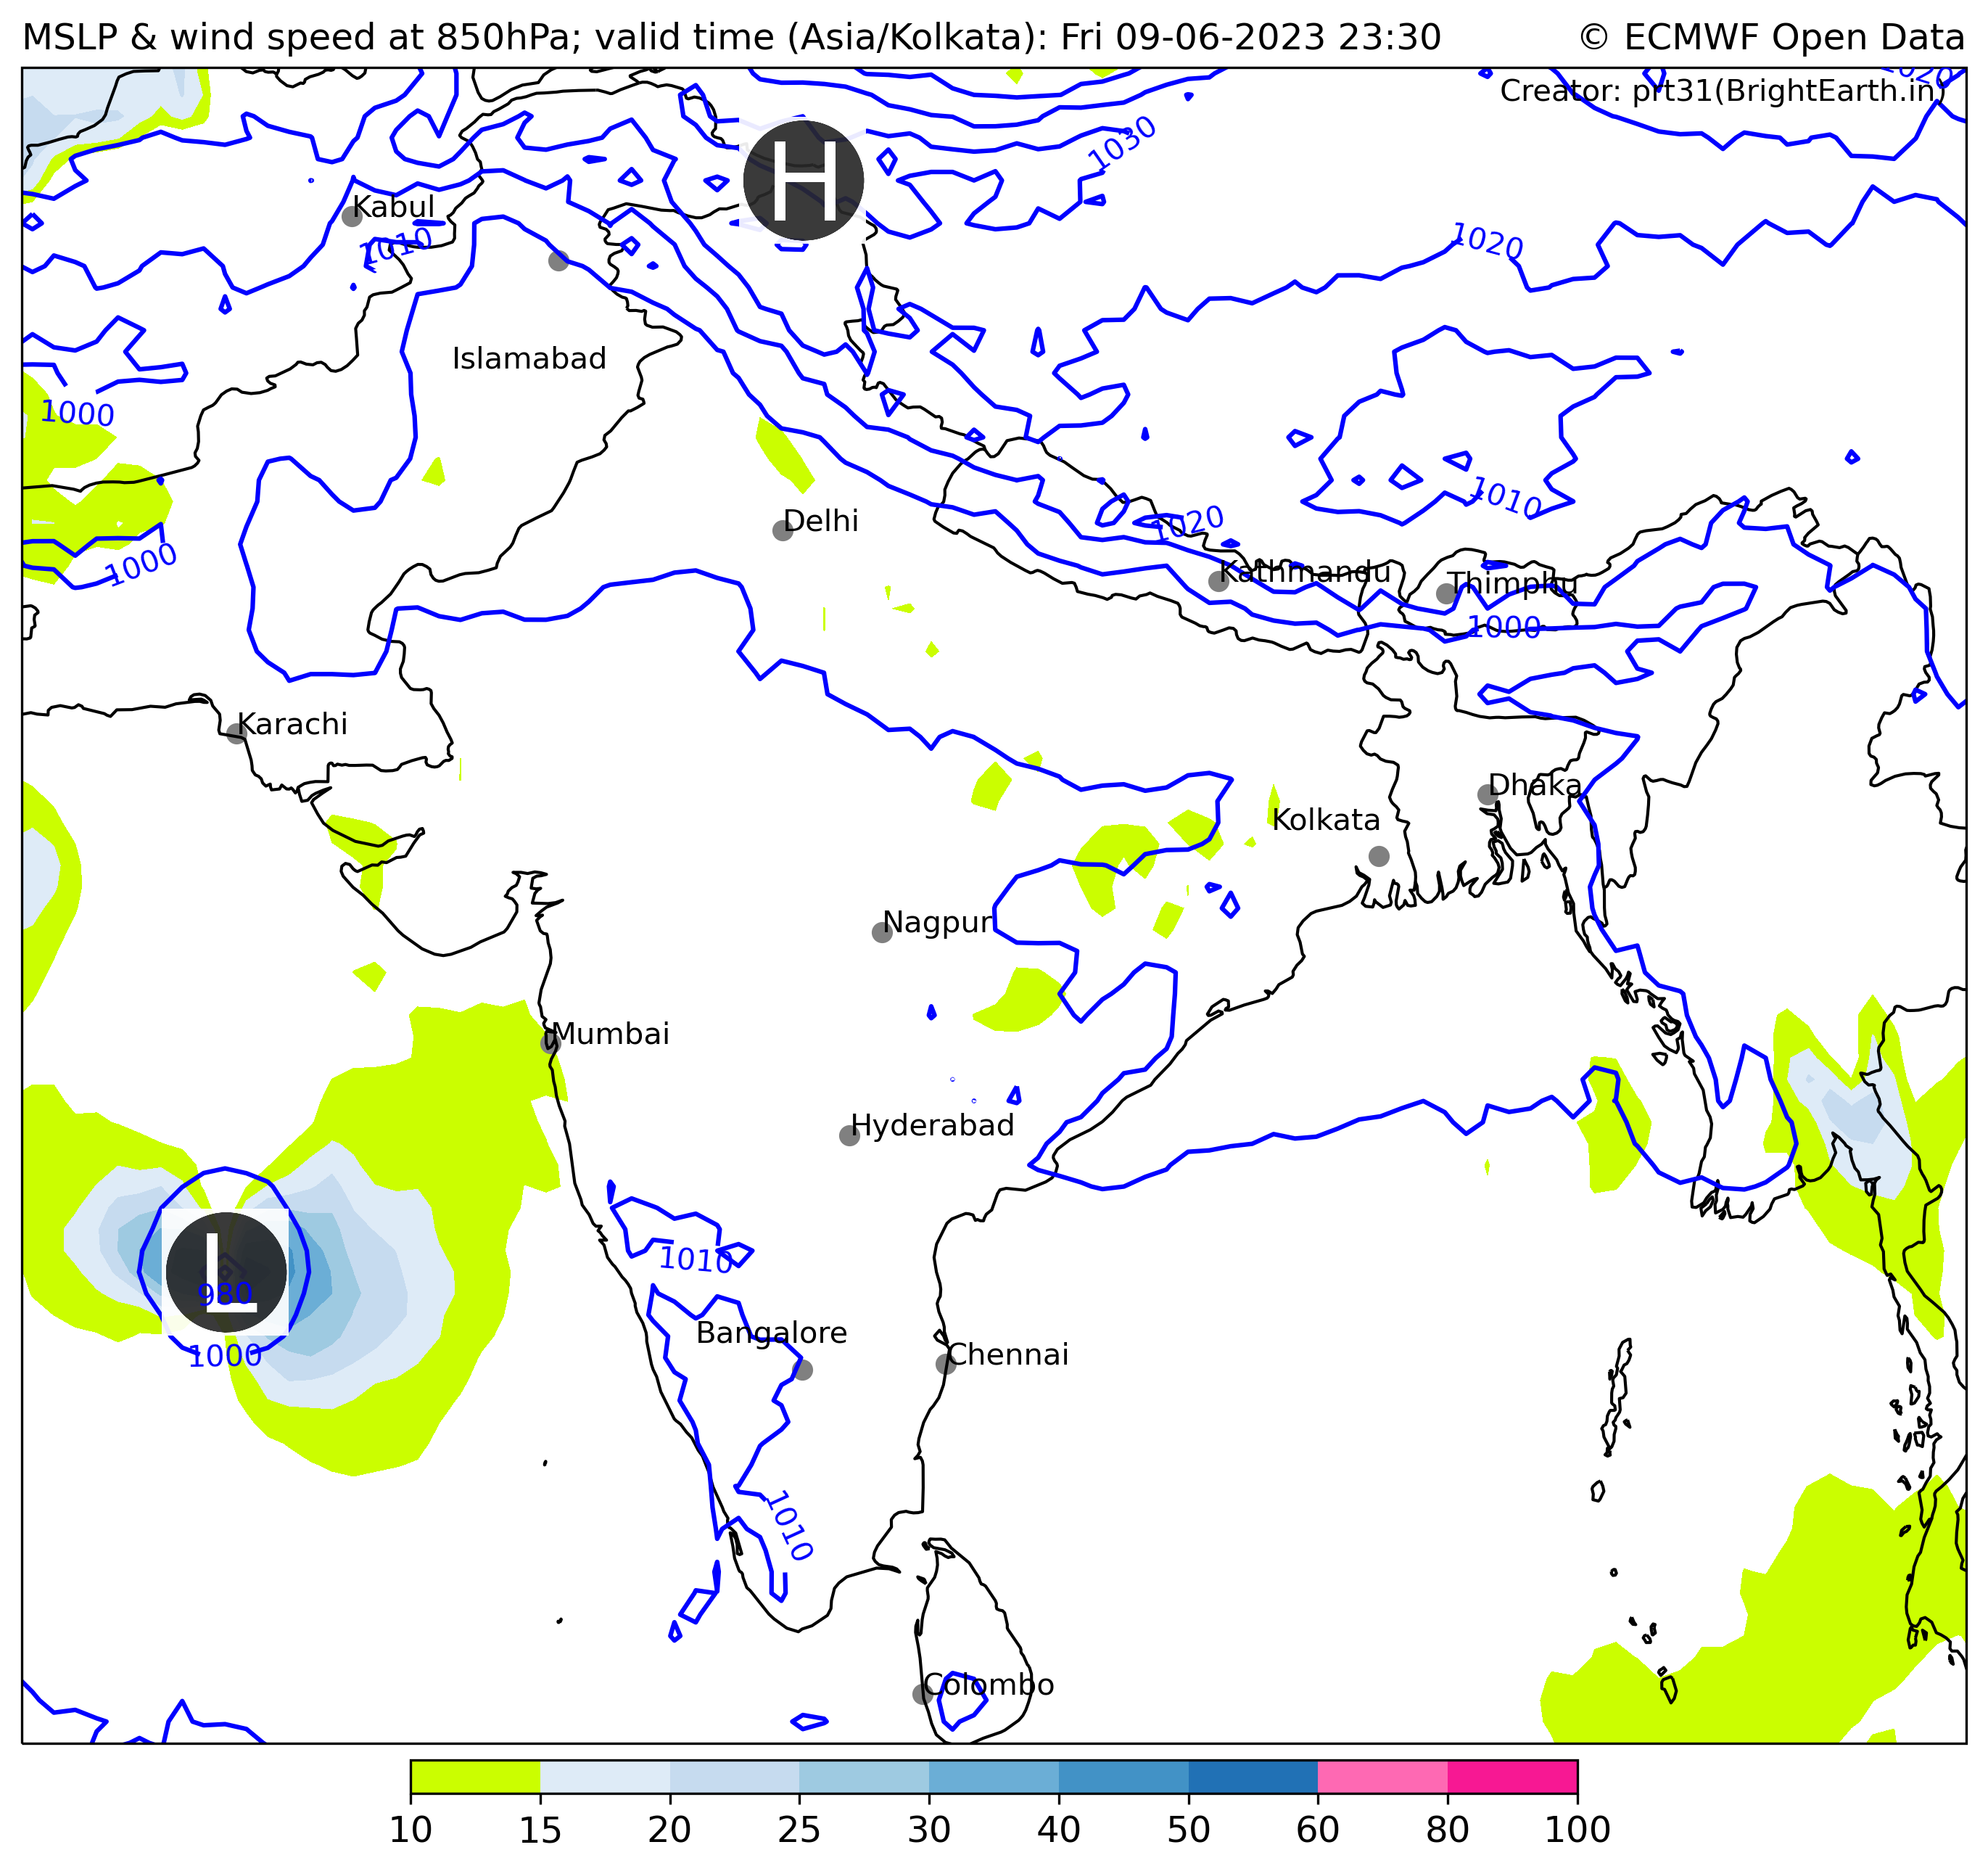 MSLP & wind speed at 850hPa; valid time (Asia/Kolkata): Fri 09-06-2023 23:30
© ECMWF Open Data
1020
Creator: prt31(BrightEarth.in)
1030
H
Kabul
1010
1020
Islamabad
1000
1010
Delhi
1020
1000
Kathmandu
Thimphu
1000
Karachi
Dhaka
Kolkata
Nagpur
Mumbai
Hyderabad
1010
L
980
Bangalore
1000
Chennai
1010
Colombo
10 15 20 25 30 40 50 60 80 100